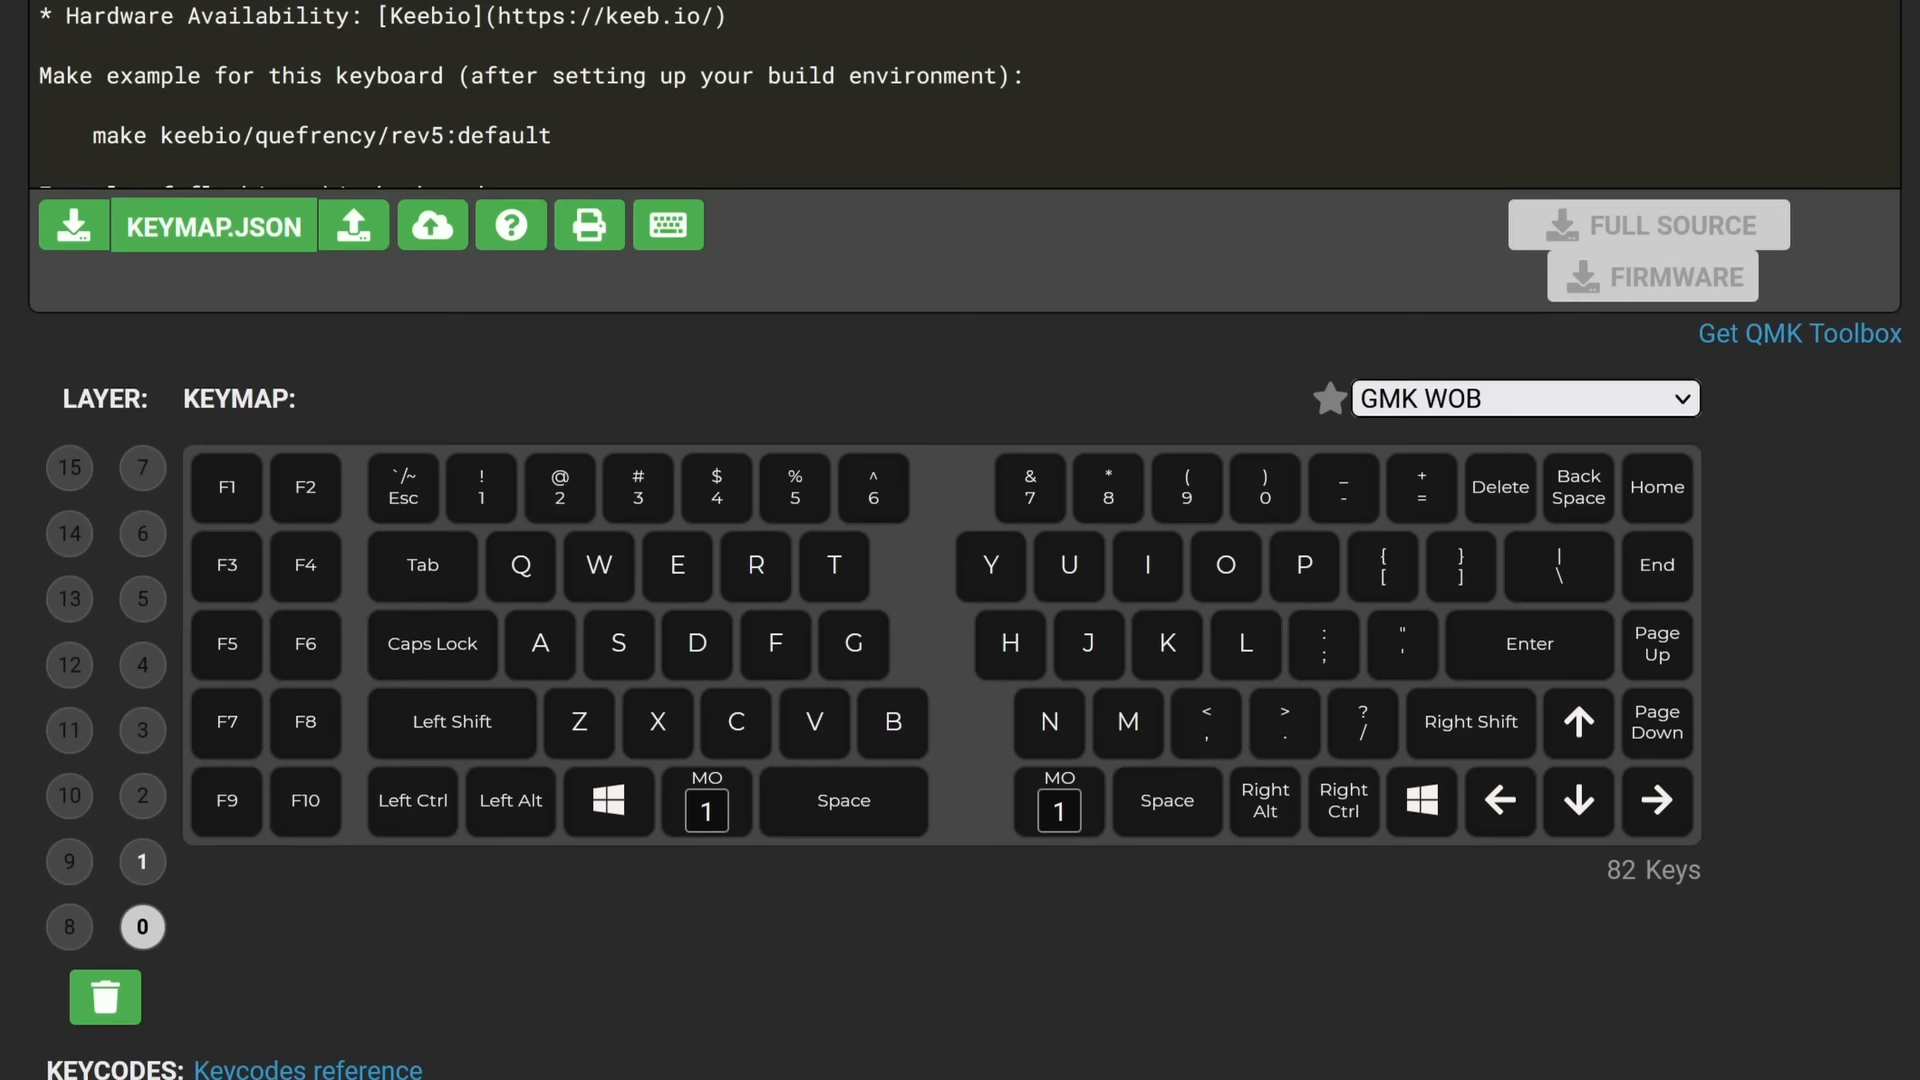 * Hardware Availability: [Keebio](https://keeb.io/)
Make example for this keyboard (after setting up your build environment):
make keebio/quefrency/rev5:default
KEYMAP.JSON
FULL SOURCE
FIRMWARE
Get QMK Toolbox
LAYER: KEYMAP: GMK WOB
15 7
14 6
13 5
12 4
11 3
10 2
9 1
8 0
F1 F2 `/~ Esc ! 1 @ 2 # 3 $ 4 % 5 ^ 6 & 7 * 8 ( 9 ) 0 _ - + = Delete Back Space Home
F3 F4 Tab Q W E R T Y U I O P { [ } ] | \ End
F5 F6 Caps Lock A S D F G H J K L : ; " ' Enter Page Up
F7 F8 Left Shift Z X C V B N M < , > . ? / Right Shift Page Down
F9 F10 Left Ctrl Left Alt MO 1 Space MO 1 Space Right Alt Right Ctrl
82 Keys
KEYCODES: Keycodes reference